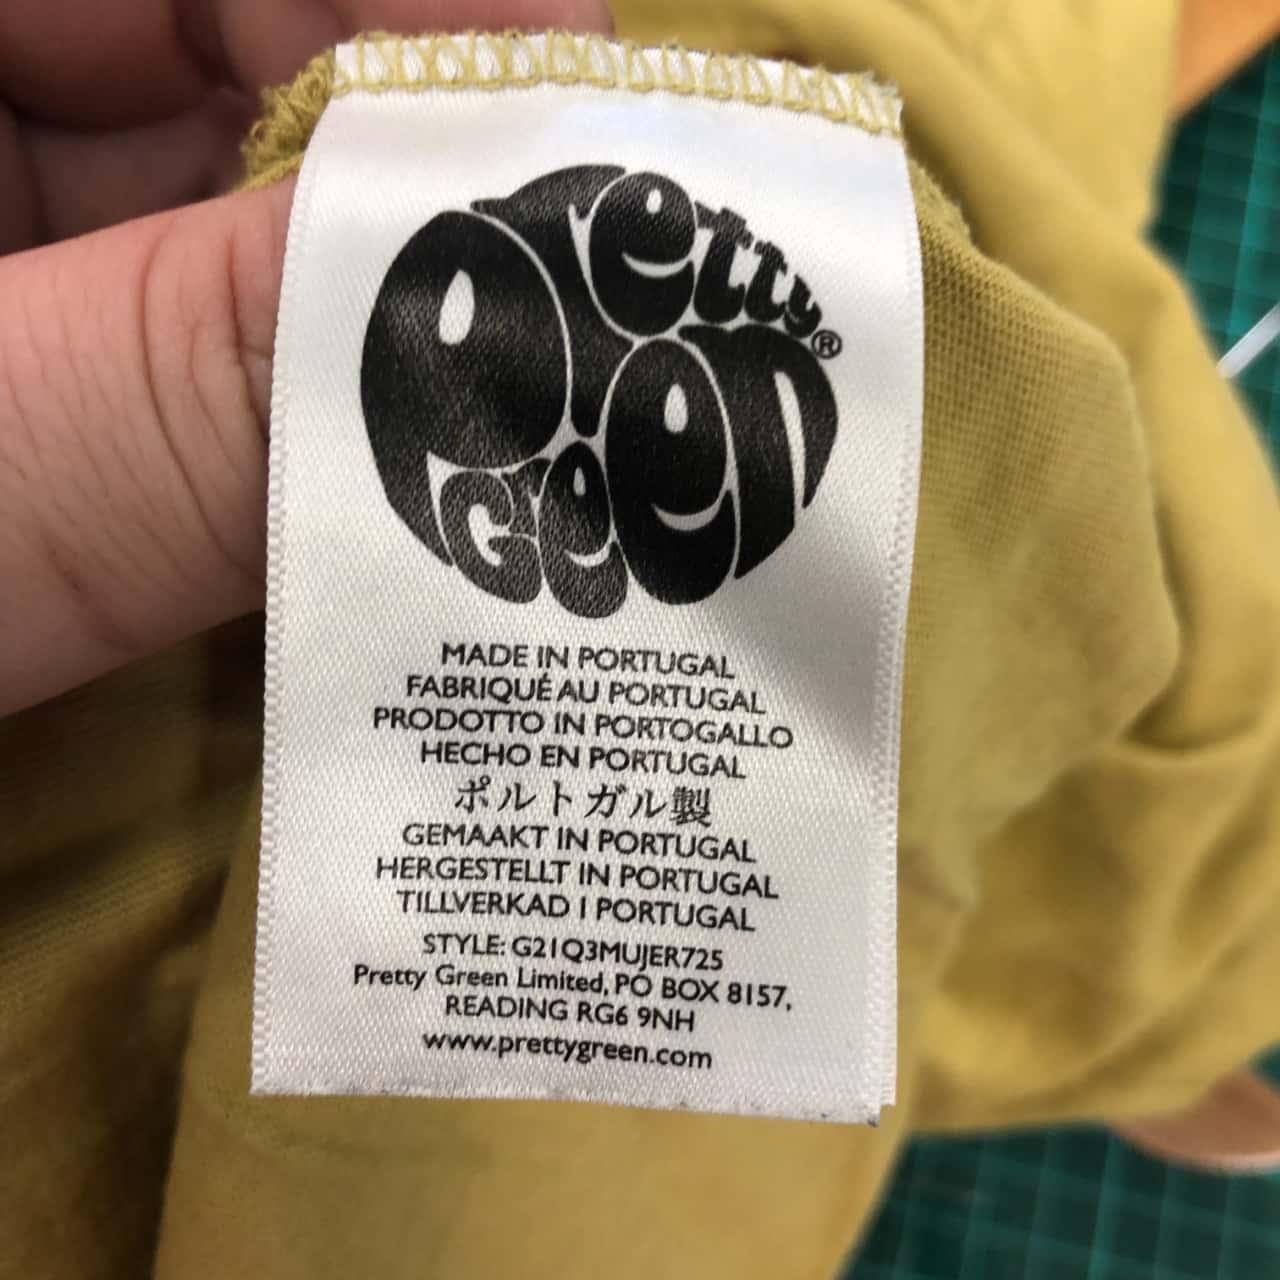 Pretty
Green®
MADE IN PORTUGAL
FABRIQUÉ AU PORTUGAL
PRODOTTO IN PORTOGALLO
HECHO EN PORTUGAL
ポルトガル製
GEMAAKT IN PORTUGAL
HERGESTELLT IN PORTUGAL
TILLVERKAD I PORTUGAL
STYLE: G21Q3MUJER725
Pretty Green Limited, PO BOX 8157,
READING RG6 9NH
www.prettygreen.com